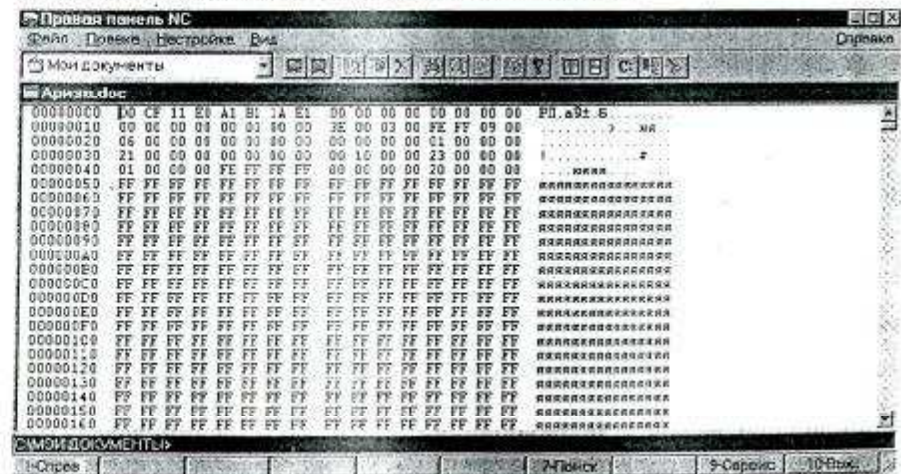 Правая панель NC
Файл Поевка Настройка Вид Справка
Мои документы
.doc
00000000 D0 CF 11 E0 A1 B1 1A E1 00 00 00 00 00 00 00 00
00000010 00 00 00 00 00 00 00 00 3E 00 03 00 FE FF 09 00
00000020 06 00 00 00 00 00 00 00 00 00 00 00 01 00 00 00
00000030 21 00 00 00 00 00 00 00 00 10 00 00 23 00 00 00
00000040 01 00 00 00 FE FF FF FF 00 00 00 00 20 00 00 00 яяяя
00000050 FF FF FF FF FF FF FF FF FF FF FF FF FF FF FF FF яяяяяяяяяяяяяяяя
00000060 FF FF FF FF FF FF FF FF FF FF FF FF FF FF FF FF яяяяяяяяяяяяяяяя
00000070 FF FF FF FF FF FF FF FF FF FF FF FF FF FF FF FF яяяяяяяяяяяяяяяя
00000080 FF FF FF FF FF FF FF FF FF FF FF FF FF FF FF FF яяяяяяяяяяяяяяяя
00000090 FF FF FF FF FF FF FF FF FF FF FF FF FF FF FF FF яяяяяяяяяяяяяяяя
000000A0 FF FF FF FF FF FF FF FF FF FF FF FF FF FF FF FF яяяяяяяяяяяяяяяя
000000B0 FF FF FF FF FF FF FF FF FF FF FF FF FF FF FF FF яяяяяяяяяяяяяяяя
000000C0 FF FF FF FF FF FF FF FF FF FF FF FF FF FF FF FF яяяяяяяяяяяяяяяя
000000D0 FF FF FF FF FF FF FF FF FF FF FF FF FF FF FF FF яяяяяяяяяяяяяяяя
000000E0 FF FF FF FF FF FF FF FF FF FF FF FF FF FF FF FF яяяяяяяяяяяяяяяя
000000F0 FF FF FF FF FF FF FF FF FF FF FF FF FF FF FF FF яяяяяяяяяяяяяяяя
00000100 FF FF FF FF FF FF FF FF FF FF FF FF FF FF FF FF яяяяяяяяяяяяяяяя
00000110 FF FF FF FF FF FF FF FF FF FF FF FF FF FF FF FF яяяяяяяяяяяяяяяя
00000120 FF FF FF FF FF FF FF FF FF FF FF FF FF FF FF FF яяяяяяяяяяяяяяяя
00000130 FF FF FF FF FF FF FF FF FF FF FF FF FF FF FF FF яяяяяяяяяяяяяяяя
00000140 FF FF FF FF FF FF FF FF FF FF FF FF FF FF FF FF яяяяяяяяяяяяяяяя
00000150 FF FF FF FF FF FF FF FF FF FF FF FF FF FF FF FF яяяяяяяяяяяяяяяя
00000160 FF FF FF FF FF FF FF FF FF FF FF FF FF FF FF FF яяяяяяяяяяяяяяяя
C:\МОИ ДОКУМЕНТЫ>
1-Справ 7-Поиск 9-Сервис 10-Вых